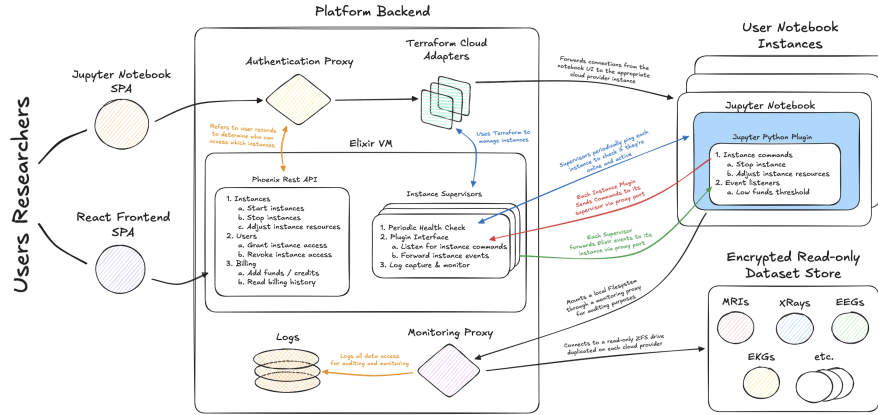 Platform Backend
User Notebook
Instances
Users Researchers
Jupyter Notebook
SPA
React Frontend
SPA
Authentication Proxy
Terraform Cloud
Adapters
Forwards connections from the
notebook UI to the appropriate
cloud provider instance
Refers to user records
to determine who can
access which instances
Uses Terraform to
manage instances
Elixir VM
Phoenix Rest API
1. Instances
a. Start instances
b. Stop instances
c. Adjust instance resources
2. Users
a. Grant instance access
b. Revoke instance access
3. Billing
a. Add funds / credits
b. Read billing history
Instance Supervisors
1. Periodic Health Check
2. Plugin Interface
a. Listen for instance commands
b. Forward instance events
3. Log capture & monitor
Supervisors periodically ping each
instance to check if they're
online and active
Each Instance Plugin
Sends Commands to its
supervisor via proxy port
Each Supervisor
forwards Elixir events to its
instance via proxy port
Jupyter Notebook
Jupyter Python Plugin
1. Instance commands
a. Stop instance
b. Adjust instance resources
2. Event listeners
a. Low funds threshold
Mounts a local Filesystem
through a monitoring proxy
for auditing purposes
Logs
Logs all data access
for auditing and monitoring
Monitoring Proxy
Connects to a read-only ZFS drive
duplicated on each cloud provider
Encrypted Read-only
Dataset Store
MRIs
xRays
EEGs
EKGs
etc.